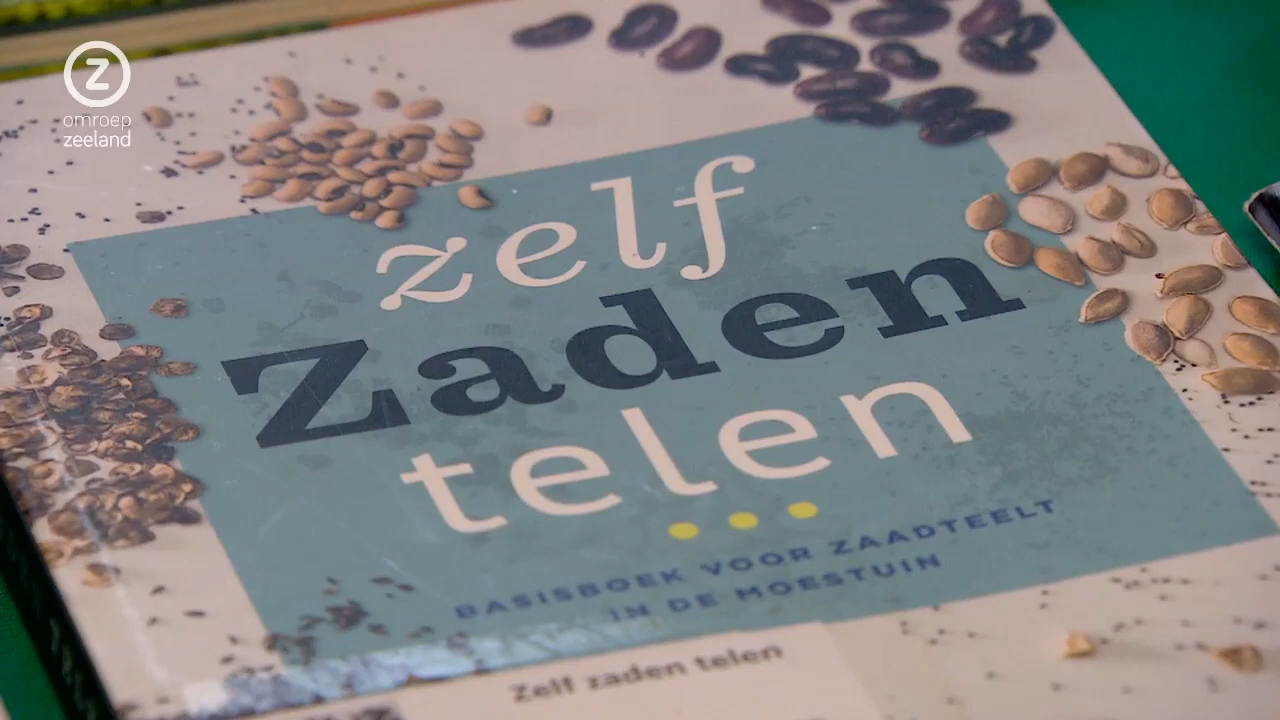 Z
omroep
zeeland
zelf
Zaden
telen
BASISBOEK VOOR ZAADTEELT
IN DE MOESTUIN
Zelf zaden telen